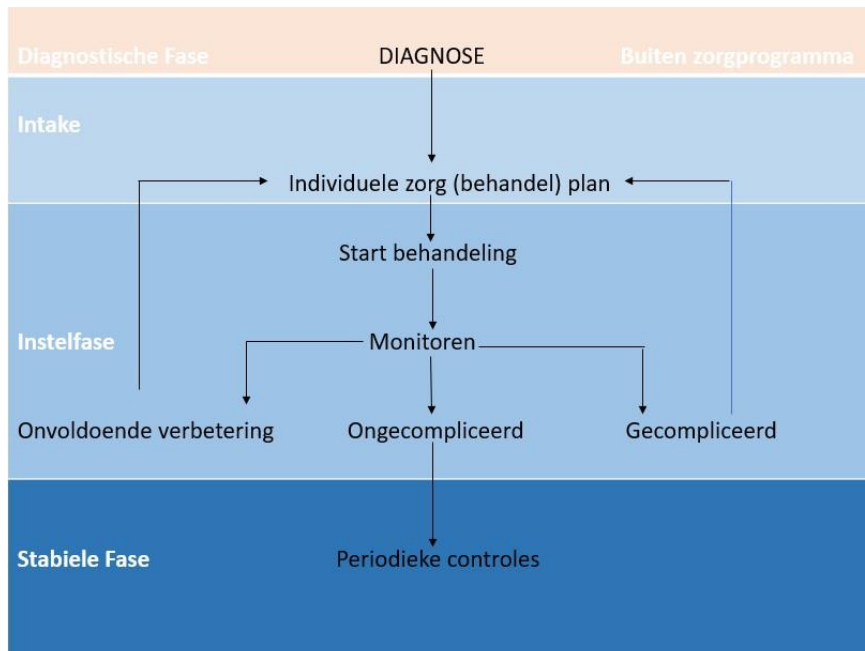 Diagnostische Fase
DIAGNOSE
Buiten zorgprogramma
Intake
Individuele zorg (behandel) plan
Start behandeling
Instelfase
Monitoren
Onvoldoende verbetering
Ongecompliceerd
Gecompliceerd
Stabiele Fase
Periodieke controles